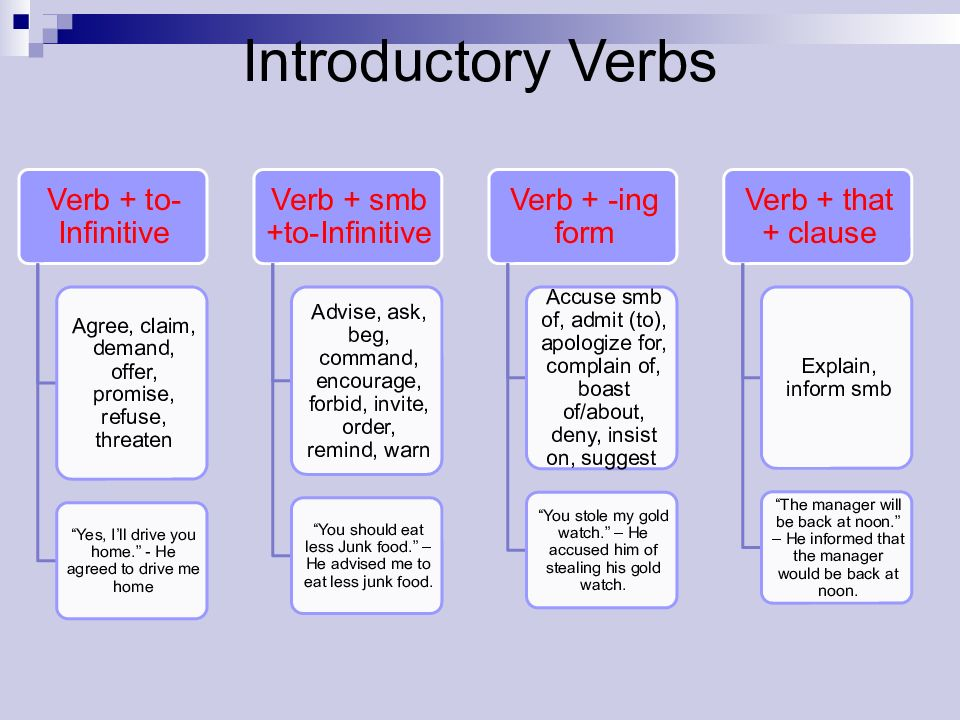 Introductory Verbs
Verb + to-
Infinitive
Agree, claim,
demand,
offer,
promise,
refuse,
threaten
“Yes, I’ll drive you
home.” - He
agreed to drive me
home
Verb + smb
+to-Infinitive
Advise, ask,
beg,
command,
encourage,
forbid, invite,
order,
remind, warn
“You should eat
less Junk food.” –
He advised me to
eat less junk food.
Verb + -ing
form
Accuse smb
of, admit (to),
apologize for,
complain of,
boast
of/about,
deny, insist
on, suggest
“You stole my gold
watch.” – He
accused him of
stealing his gold
watch.
Verb + that
+ clause
Explain,
inform smb
“The manager will
be back at noon.”
– He informed that
the manager
would be back at
noon.